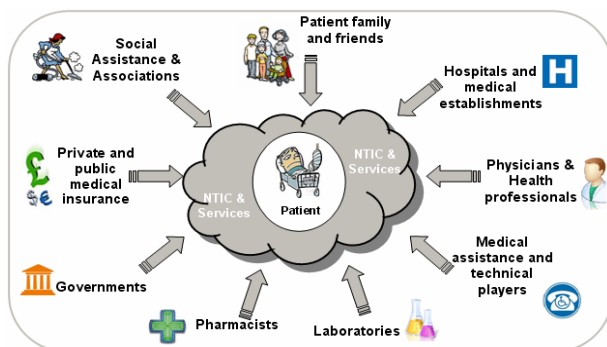 Patient family
and friends
Social
Assistance &
Associations
Hospitals and
medical
establishments
H
NTIC &
Services
Private and
public
medical
insurance
£
$€
NTIC &
Services
Patient
Physicians &
Health
professionals
Medical
assistance and
technical
players
Governments
Pharmacists
Laboratories